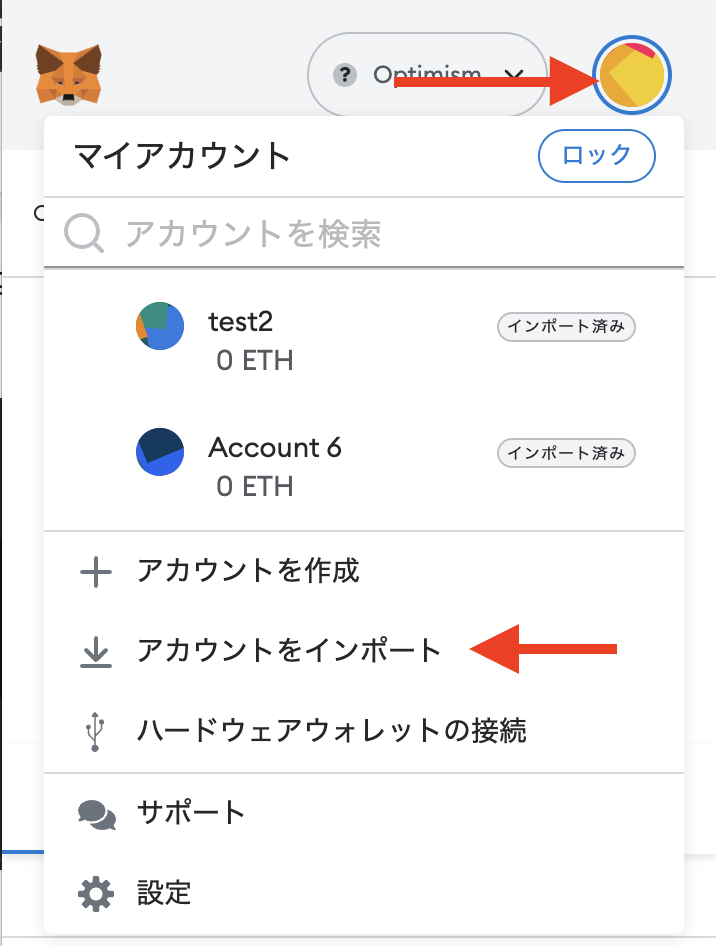 ? Optimism
マイアカウント
ロック
アカウントを検索
test2
インポート済み
0 ETH
Account 6
インポート済み
0 ETH
アカウントを作成
アカウントをインポート
ハードウェアウォレットの接続
サポート
設定